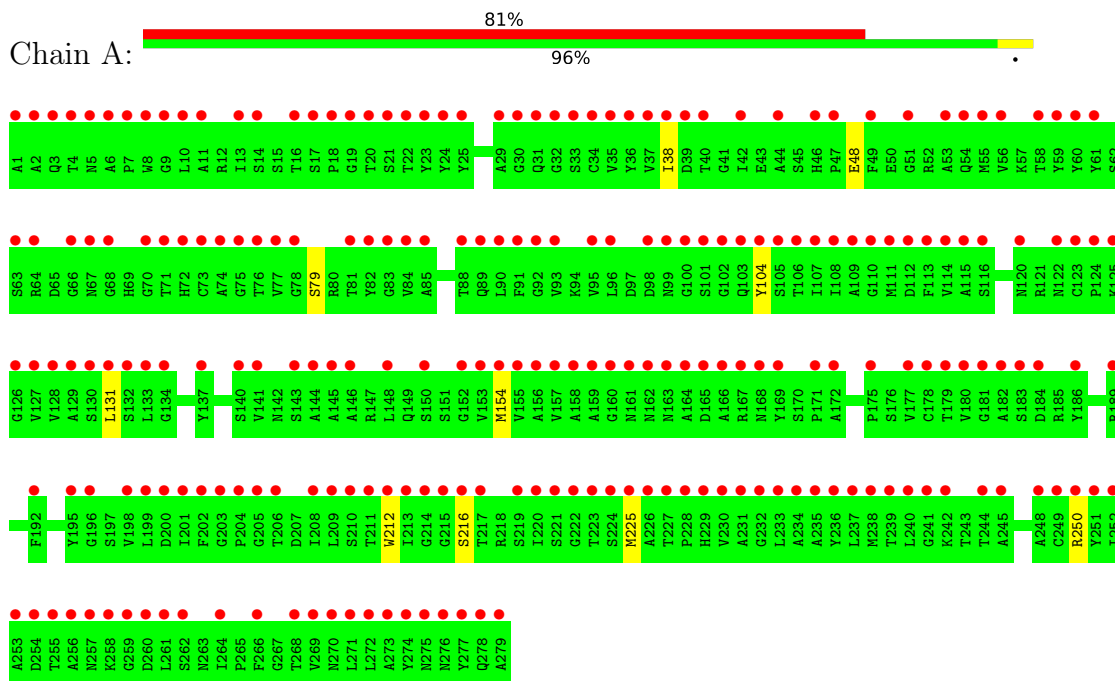 81%
Chain A:
96%
A1 A2 Q3 T4 N5 A6 P7 W8 G9 L10 A11 R12 I13 S14 S15 T16 S17 P18 G19 T20 S21 T22 Y23 Y24 Y25 A29 G30 Q31 G32 S33 C34 V35 Y36 V37 I38 D39 T40 G41 I42 E43 A44 S45 H46 P47 E48 F49 E50 G51 R52 A53 Q54 M55 V56 K57 T58 Y59 Y60 Y61 S62
S63 R64 D65 G66 N67 G68 H69 G70 T71 H72 C73 A74 G75 T76 V77 G78 S79 R80 T81 Y82 G83 V84 A85 T88 Q89 L90 F91 G92 V93 K94 V95 L96 D97 D98 N99 G100 S101 G102 Q103 Y104 S105 T106 I107 I108 A109 G110 M111 D112 F113 V114 A115 S116 N120 R121 N122 C123 P124 K125
G126 V127 V128 A129 S130 L131 S132 L133 G134 Y137 S140 V141 N142 S143 A144 A145 A146 R147 L148 Q149 S150 S151 G152 V153 M154 V155 A156 V157 A158 A159 G160 N161 N162 N163 A164 D165 A166 R167 N168 Y169 S170 P171 A172 P175 S176 V177 C178 T179 V180 G181 A182 S183 D184 R185 Y186 R189
F192 Y195 G196 S197 V198 L199 D200 I201 F202 G203 P204 G205 T206 D207 I208 L209 S210 T211 W212 I213 G214 G215 S216 T217 R218 S219 I220 S221 G222 T223 S224 M225 A226 T227 P228 H229 V230 A231 G232 L233 A234 A235 Y236 L237 M238 T239 L240 G241 K242 T243 T244 A245 A248 C249 R250 Y251 I252
A253 D254 T255 A256 N257 K258 G259 D260 L261 S262 N263 I264 P265 F266 G267 T268 V269 N270 L271 L272 A273 Y274 N275 N276 Y277 Q278 A279